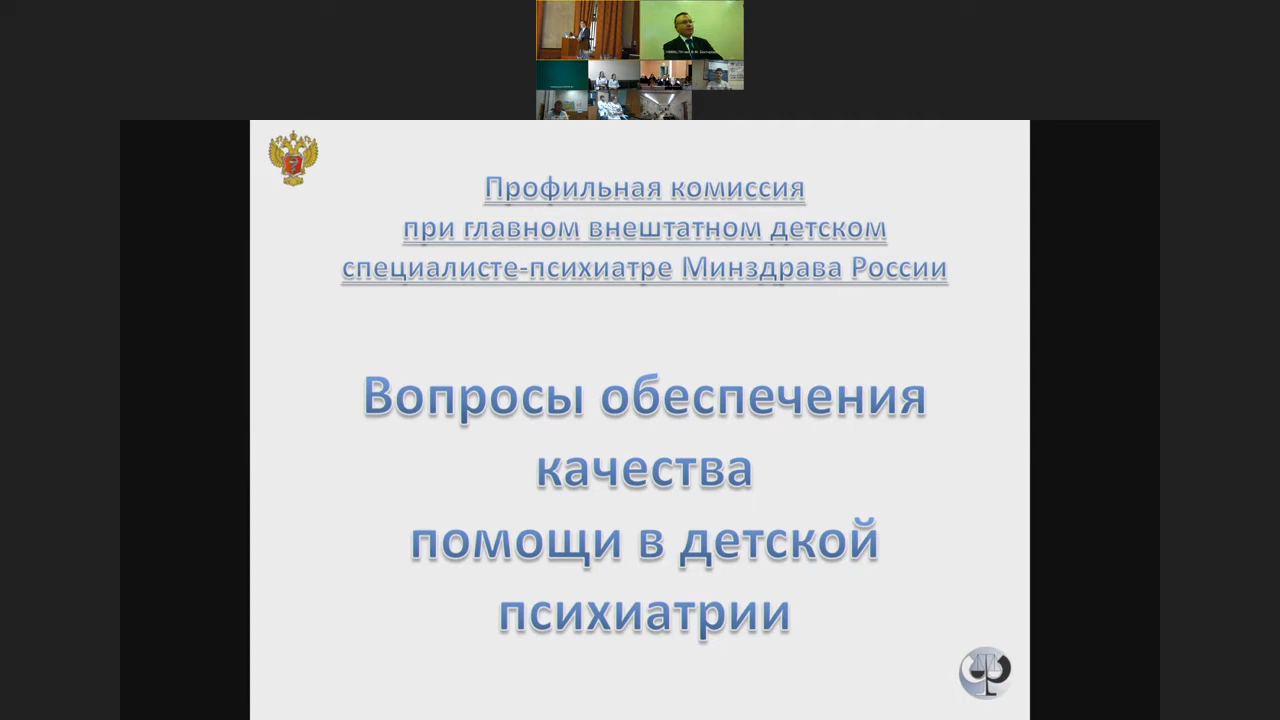 Профильная комиссия
при главном внештатном детском
специалисте-психиатре Минздрава России
Вопросы обеспечения
качества
помощи в детской
психиатрии